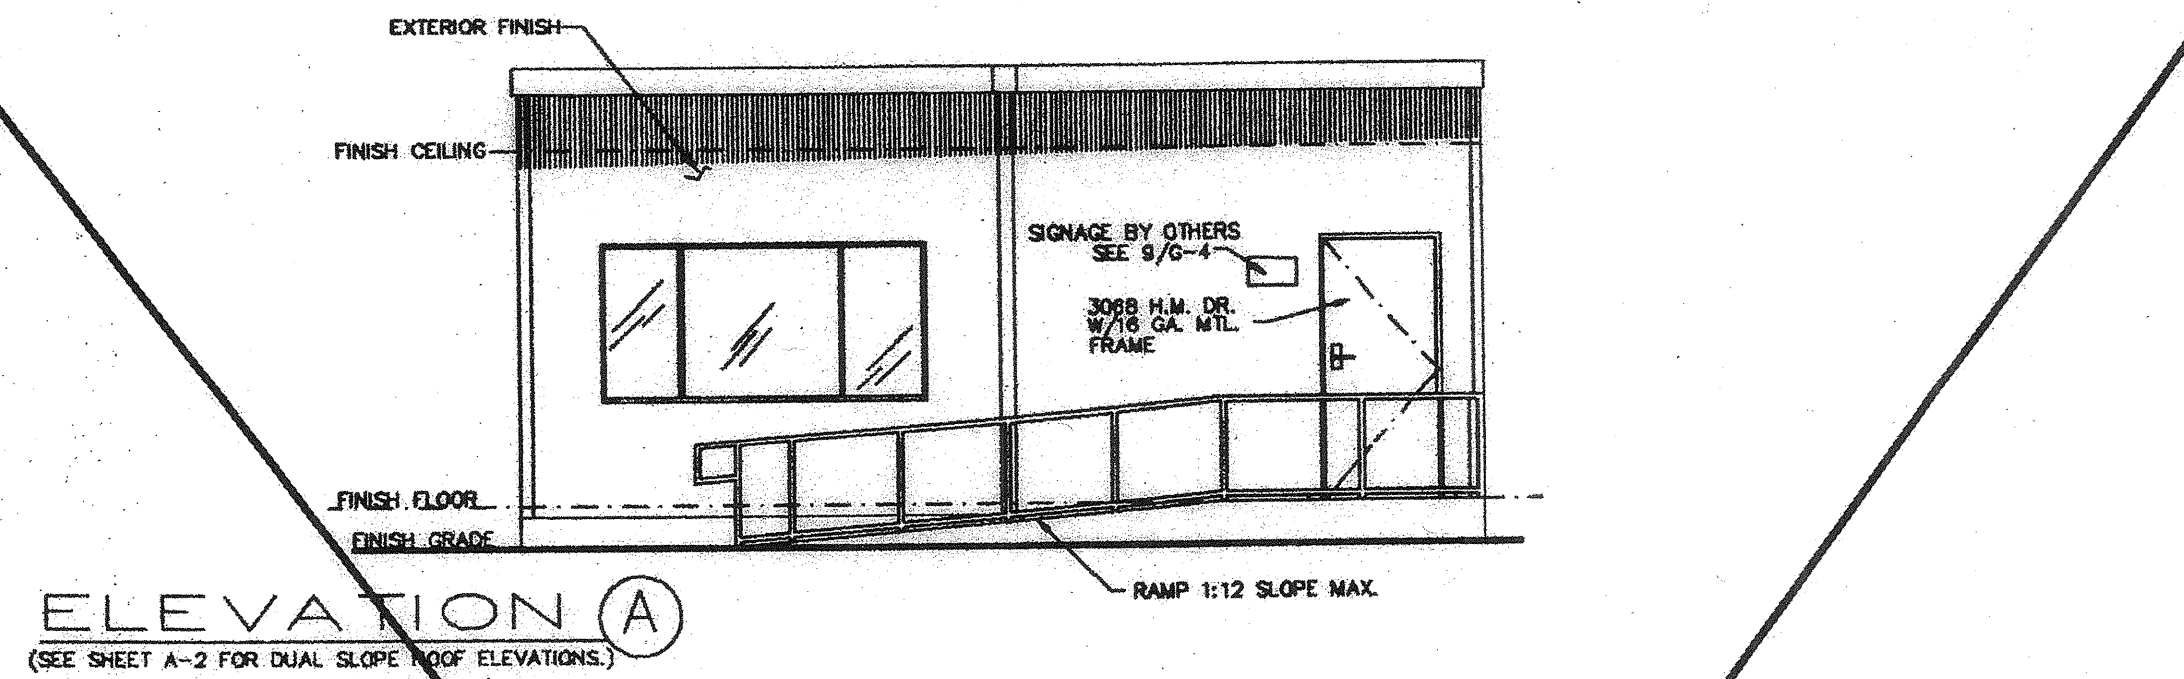 EXTERIOR FINISH
FINISH CEILING
SIGNAGE BY OTHERS
SEE 9/G-4
3068 H.M. DR.
W/16 GA. MTL.
FRAME
FINISH FLOOR
FINISH GRADE
RAMP 1:12 SLOPE MAX.
ELEVATION A
(SEE SHEET A-2 FOR DUAL SLOPE ROOF ELEVATIONS.)